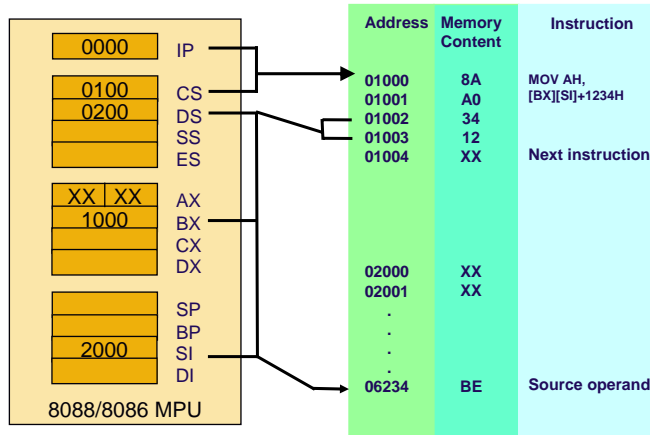 0000 IP
0100 CS
0200 DS
SS
ES
XX XX AX
1000 BX
CX
DX
SP
BP
2000 SI
DI
8088/8086 MPU
Address Memory Content Instruction
01000 8A MOV AH,
01001 A0 [BX][SI]+1234H
01002 34
01003 12
01004 XX Next instruction
02000 XX
02001 XX
.
.
.
.
06234 BE Source operand